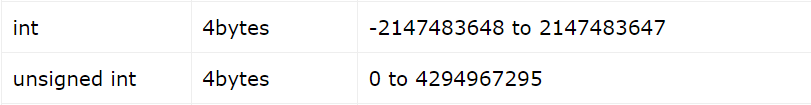 int 4bytes -2147483648 to 2147483647
unsigned int 4bytes 0 to 4294967295